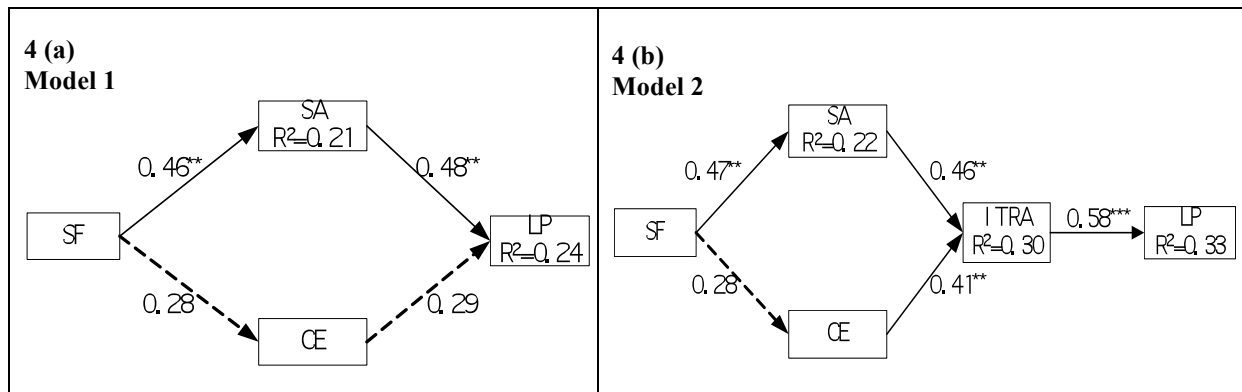 4 (a)
Model 1
SA
R²=0.21
0.46**
0.48**
SF
LP
R²=0.24
0.28
0.29
CE
4 (b)
Model 2
SA
R²=0.22
0.47**
0.46**
SF
ITRA
R²=0.30
0.58***
LP
R²=0.33
0.28
0.41**
CE